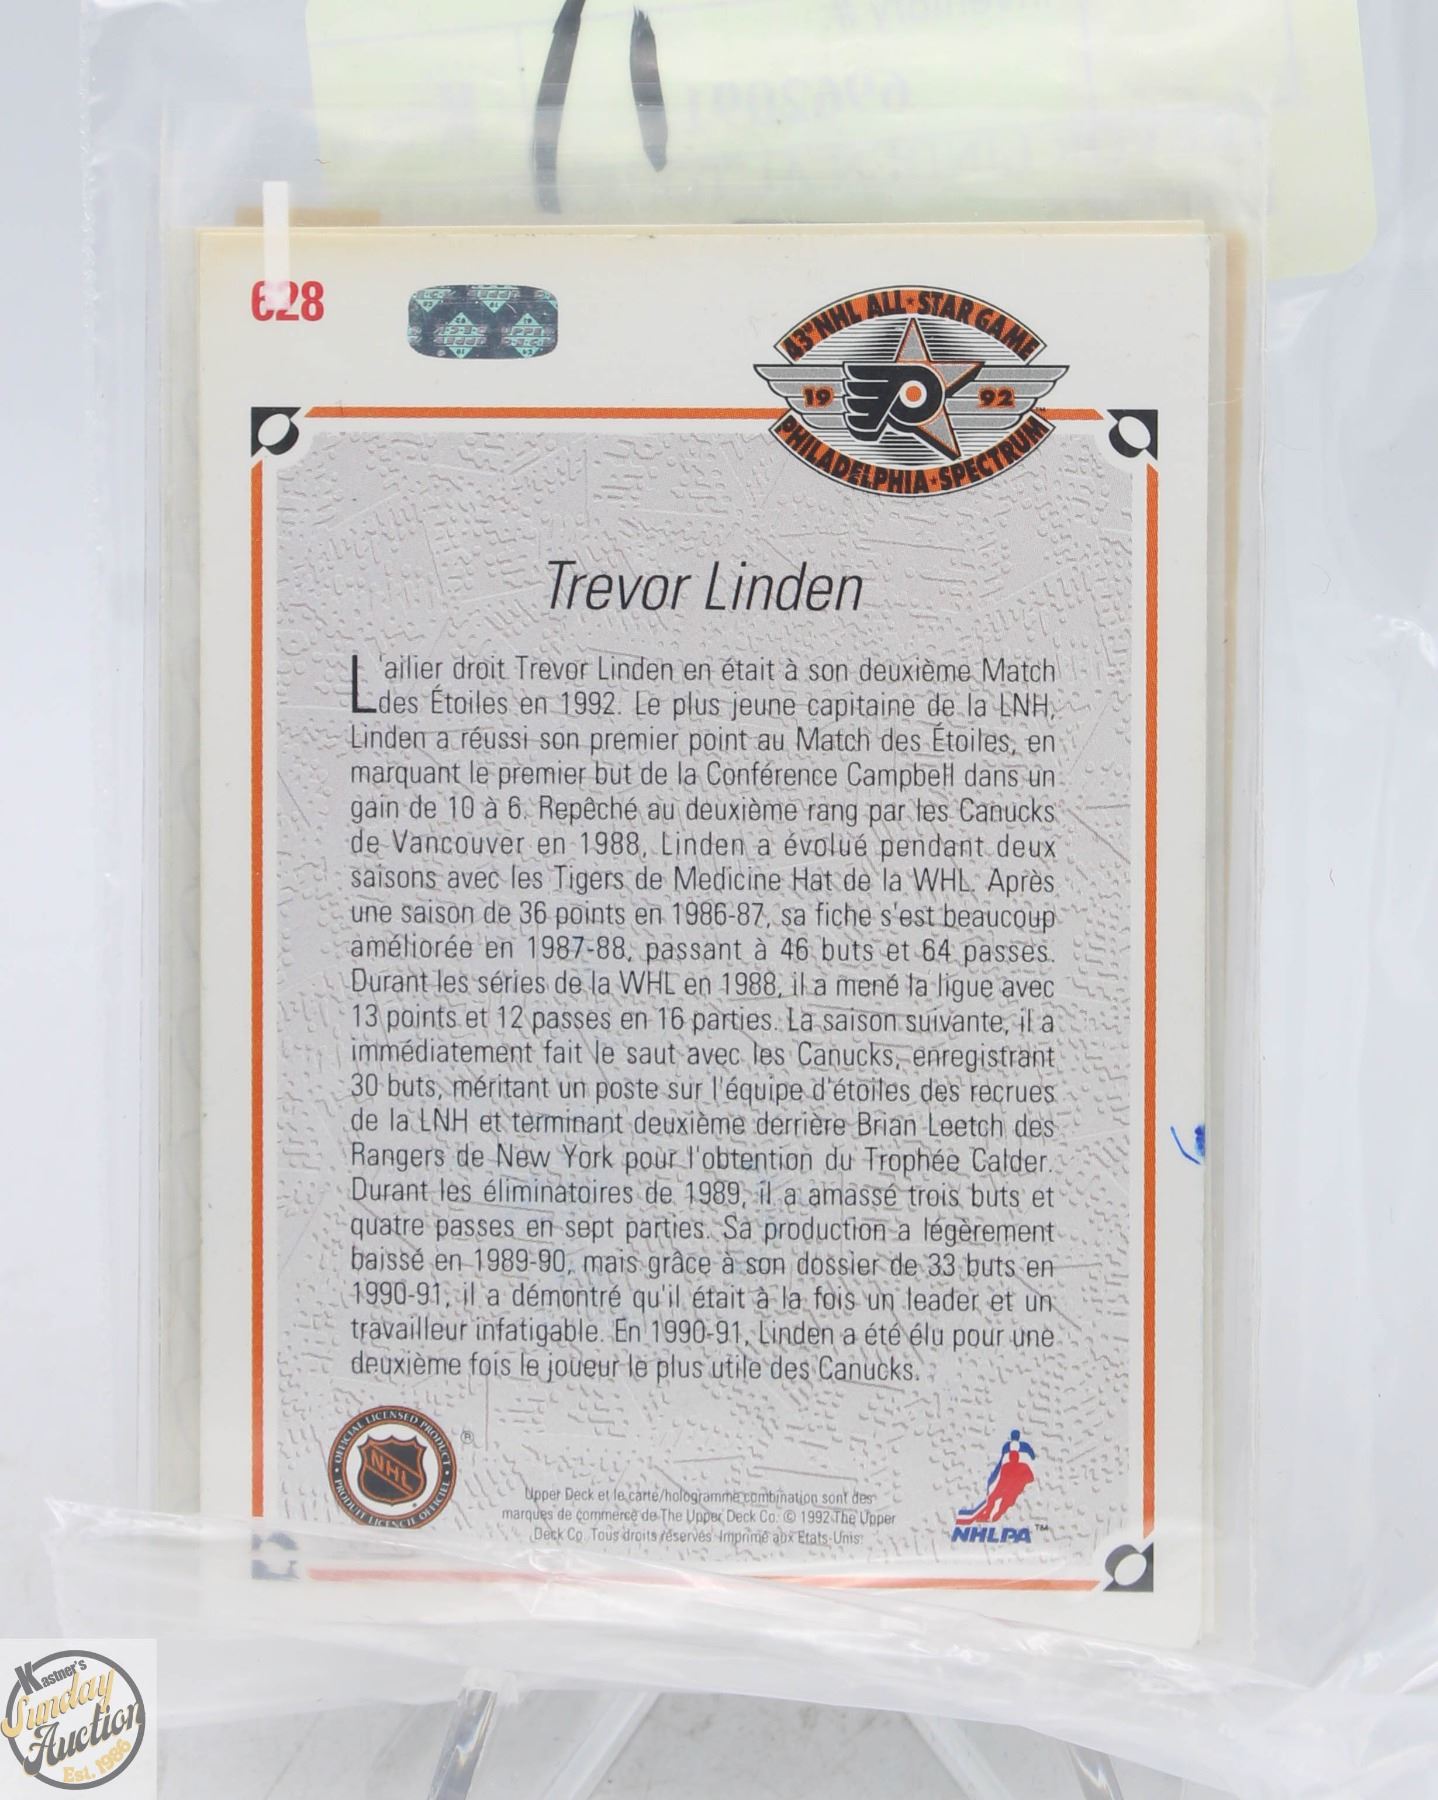 628
43rd NHL ALL★STAR GAME
19 92
PHILADELPHIA★SPECTRUM™
Trevor Linden
L'ailier droit Trevor Linden en était à son deuxième Match
des Étoiles en 1992. Le plus jeune capitaine de la LNH,
Linden a réussi son premier point au Match des Étoiles, en
marquant le premier but de la Conférence Campbell dans un
gain de 10 à 6. Repêché au deuxième rang par les Canucks
de Vancouver en 1988, Linden a évolué pendant deux
saisons avec les Tigers de Medicine Hat de la WHL. Après
une saison de 36 points en 1986-87, sa fiche s'est beaucoup
améliorée en 1987-88, passant à 46 buts et 64 passes.
Durant les séries de la WHL en 1988, il a mené la ligue avec
13 points et 12 passes en 16 parties. La saison suivante, il a
immédiatement fait le saut avec les Canucks, enregistrant
30 buts, méritant un poste sur l'équipe d'étoiles des recrues
de la LNH et terminant deuxième derrière Brian Leetch des
Rangers de New York pour l'obtention du Trophée Calder.
Durant les éliminatoires de 1989, il a amassé trois buts et
quatre passes en sept parties. Sa production a légèrement
baissé en 1989-90, mais grâce à son dossier de 33 buts en
1990-91, il a démontré qu'il était à la fois un leader et un
travailleur infatigable. En 1990-91, Linden a été élu pour une
deuxième fois le joueur le plus utile des Canucks.
OFFICIAL LICENSED PRODUCT
NHL ®
PRODUIT LICENCIE OFFICIEL
Upper Deck et le carte/hologramme combination sont des
marques de commerce de The Upper Deck Co. © 1992 The Upper
Deck Co. Tous droits réservés. Imprimé aux Etats-Unis.
NHLPA™
Kastner's
Sunday
Auction
Est. 1986